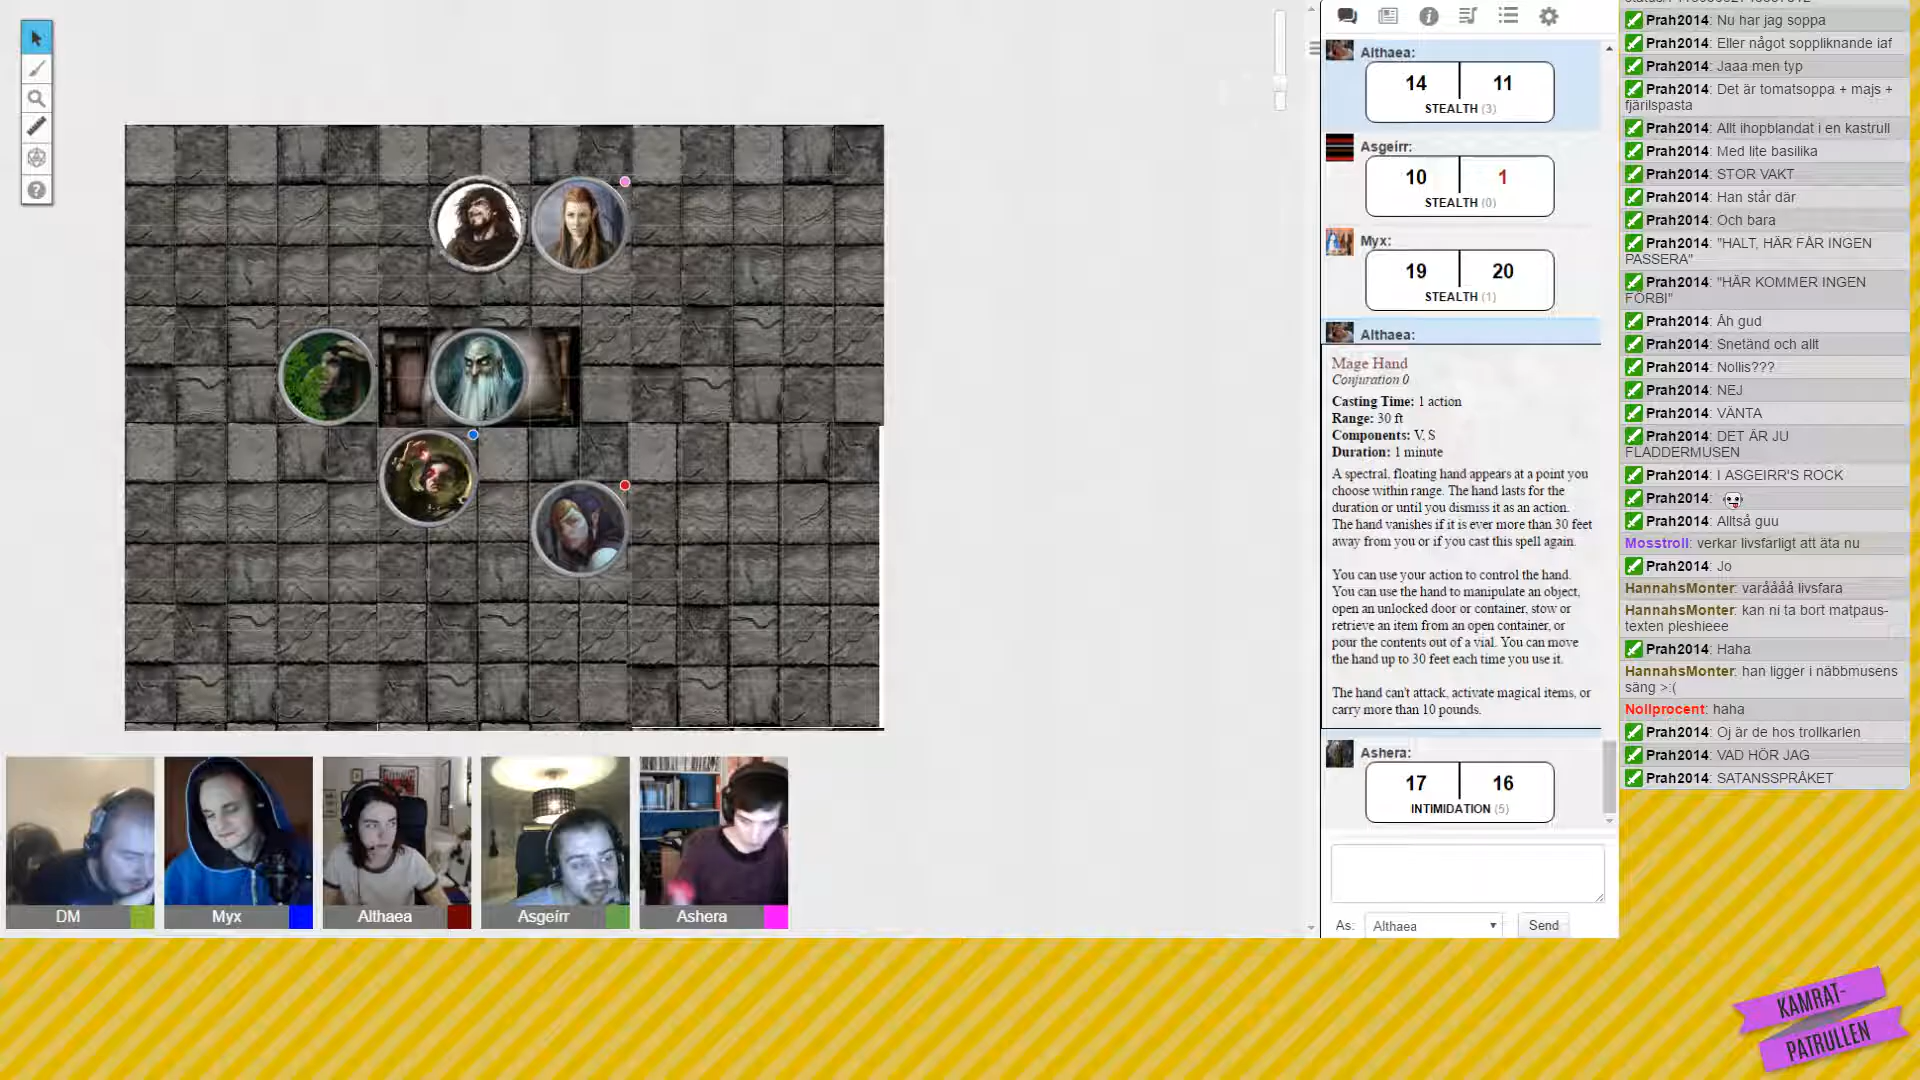 Althaea:
14 11
STEALTH (3)
Asgeírr:
10 1
STEALTH (0)
Myx:
19 20
STEALTH (1)
Althaea:
Mage Hand
Conjuration 0
Casting Time: 1 action
Range: 30 ft
Components: V, S
Duration: 1 minute
A spectral, floating hand appears at a point you
choose within range. The hand lasts for the
duration or until you dismiss it as an action.
The hand vanishes if it is ever more than 30 feet
away from you or if you cast this spell again.
You can use your action to control the hand.
You can use the hand to manipulate an object,
open an unlocked door or container, stow or
retrieve an item from an open container, or
pour the contents out of a vial. You can move
the hand up to 30 feet each time you use it.
The hand can't attack, activate magical items, or
carry more than 10 pounds.
Ashera:
17 16
INTIMIDATION (5)
As: Althaea Send
Prah2014: Nu har jag soppa
Prah2014: Eller något soppliknande iaf
Prah2014: Jaaa men typ
Prah2014: Det är tomatsoppa + majs +
fjärilspasta
Prah2014: Allt ihopblandat i en kastrull
Prah2014: Med lite basilika
Prah2014: STOR VAKT
Prah2014: Han står där
Prah2014: Och bara
Prah2014: "HALT, HÄR FÅR INGEN
PASSERA"
Prah2014: "HÄR KOMMER INGEN
FÖRBI"
Prah2014: Åh gud
Prah2014: Snetänd och allt
Prah2014: Nollis???
Prah2014: NEJ
Prah2014: VÄNTA
Prah2014: DET ÄR JU
FLADDERMUSEN
Prah2014: I ASGEIRR'S ROCK
Prah2014:
Prah2014: Alltså guu
Mosstroll: verkar livsfarligt att äta nu
Prah2014: Jo
HannahsMonter: varåååå livsfara
HannahsMonter: kan ni ta bort matpaus-
texten pleshieee
Prah2014: Haha
HannahsMonter: han ligger i näbbmusens
säng >:(
Nollprocent: haha
Prah2014: Oj är de hos trollkarlen
Prah2014: VAD HÖR JAG
Prah2014: SATANSSPRÅKET
DM
Myx
Althaea
Asgeírr
Ashera
KAMRAT-
PATRULLEN